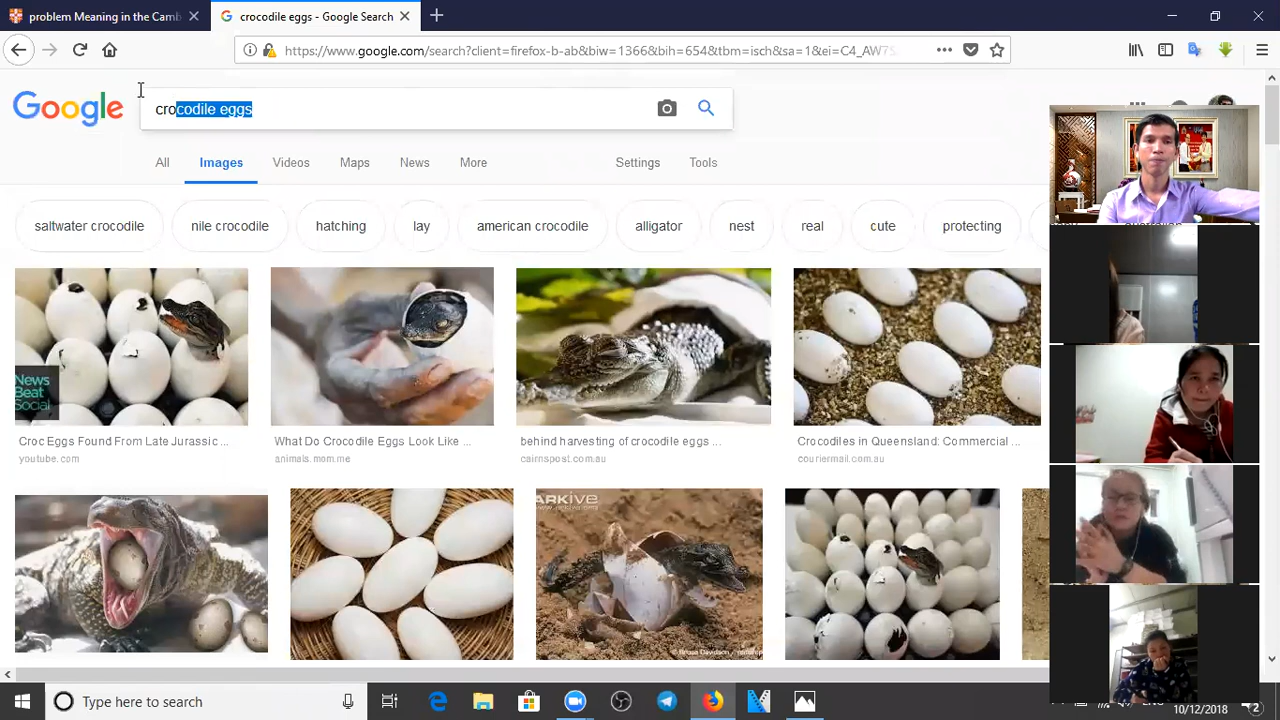 problem Meaning in the Camb
crocodile eggs - Google Search
https://www.google.com/search?client=firefox-b-ab&biw=1366&bih=654&tbm=isch&sa=1&ei=C4_AW7S
Google
crocodile eggs
All Images Videos Maps News More Settings Tools
saltwater crocodile nile crocodile hatching lay american crocodile alligator nest real cute protecting
News
Beat
Social
Croc Eggs Found From Late Jurassic ...
youtube.com
What Do Crocodile Eggs Look Like ...
animals.mom.me
behind harvesting of crocodile eggs ...
cairnspost.com.au
Crocodiles in Queensland: Commercial ...
couriermail.com.au
ARKIVE
Type here to search
10/12/2018
2